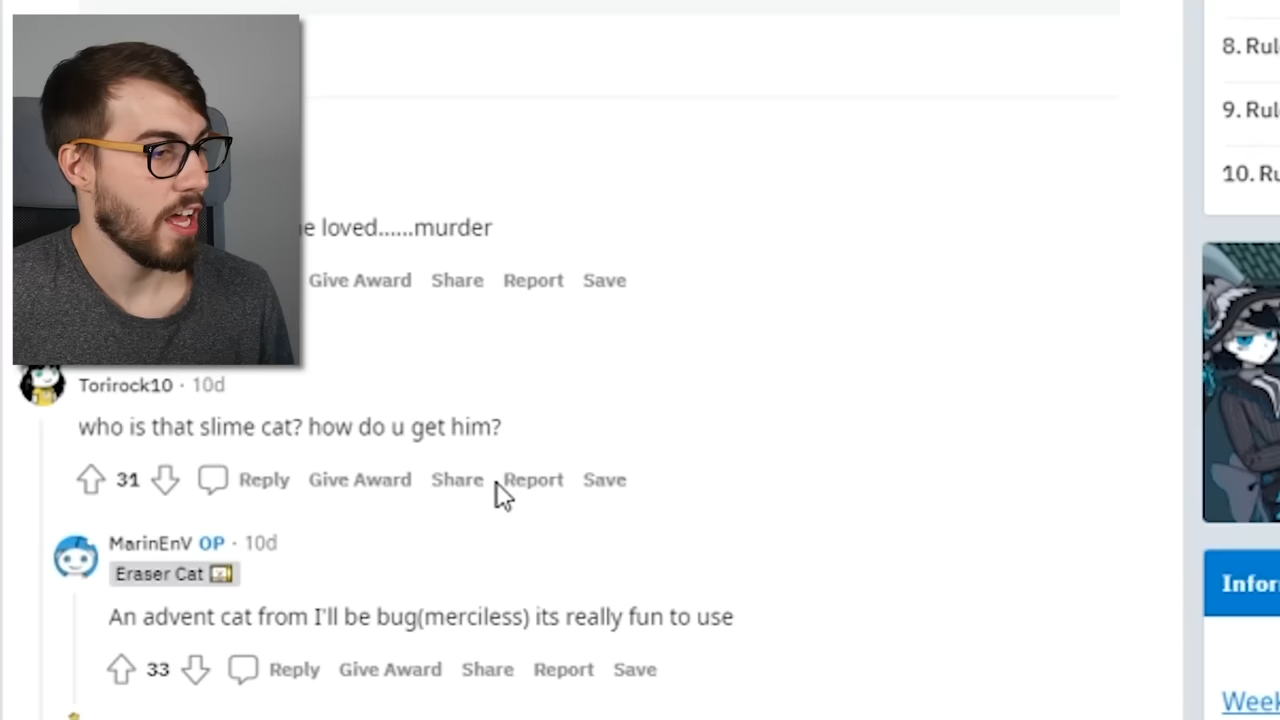 8. Rul
9. Rul
10. Ru
e loved......murder
Give Award Share Report Save
Torirock10 · 10d
who is that slime cat? how do u get him?
31 Reply Give Award Share Report Save
MarinEnV OP · 10d
Eraser Cat
An advent cat from I'll be bug(merciless) its really fun to use
33 Reply Give Award Share Report Save
Infor
Week